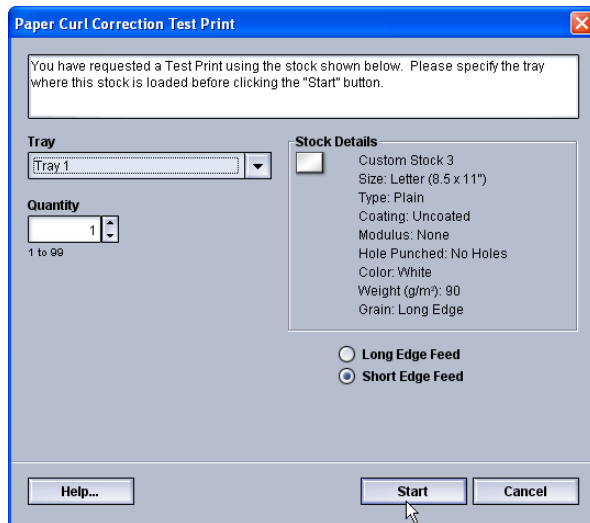 Paper Curl Correction Test Print
You have requested a Test Print using the stock shown below. Please specify the tray
where this stock is loaded before clicking the "Start" button.
Tray
Tray 1
Quantity
1
1 to 99
Stock Details
Custom Stock 3
Size: Letter (8.5 x 11")
Type: Plain
Coating: Uncoated
Modulus: None
Hole Punched: No Holes
Color: White
Weight (g/m²): 90
Grain: Long Edge
Long Edge Feed
Short Edge Feed
Help...
Start
Cancel